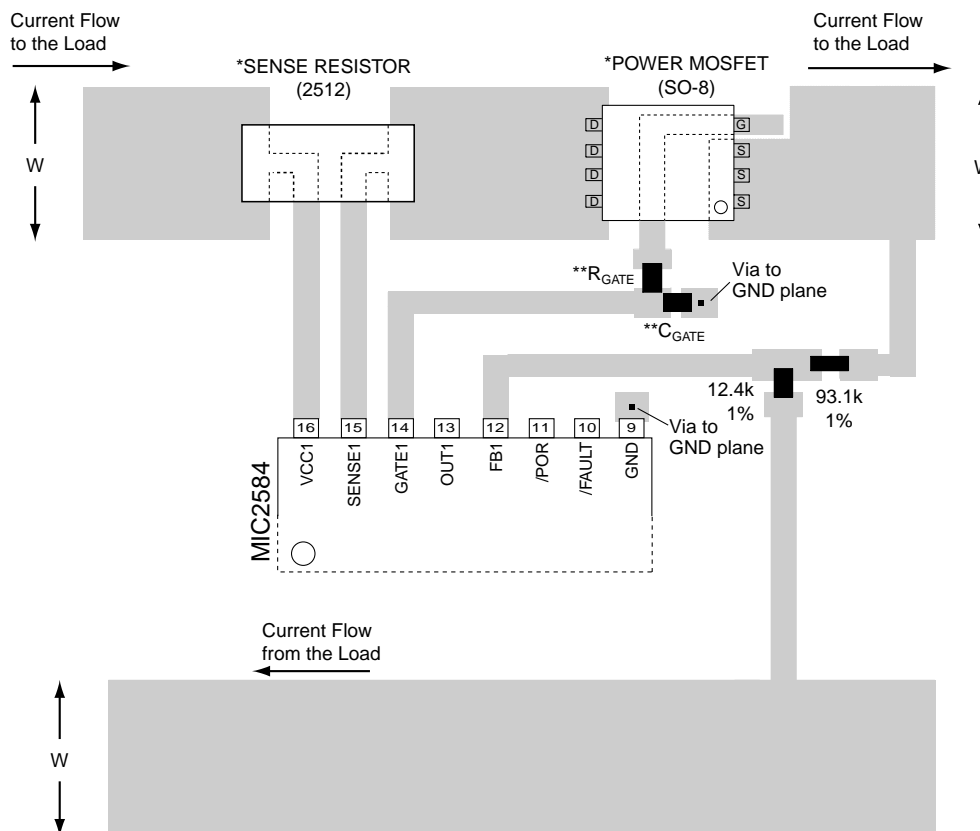 Current Flow
to the Load
Current Flow
to the Load
*SENSE RESISTOR
(2512)
*POWER MOSFET
(SO-8)
W
W
D
D
D
D
G
S
S
S
**RGATE
Via to
GND plane
**CGATE
12.4k
1%
93.1k
1%
Via to
GND plane
16
15
14
13
12
11
10
9
VCC1
SENSE1
GATE1
OUT1
FB1
/POR
/FAULT
GND
MIC2584
Current Flow
from the Load
W